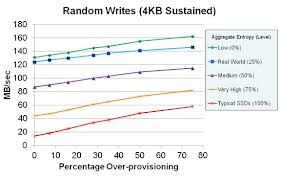 Random Writes (4KB Sustained)
180
160
140
120
100
80
60
40
20
0
MB/sec
0 10 20 30 40 50 60 70 80
Percentage Over-provisioning
Aggregate Entropy (Level)
Low (0%)
Real World (25%)
Medium (50%)
Very High (75%)
Typical SSDs (100%)